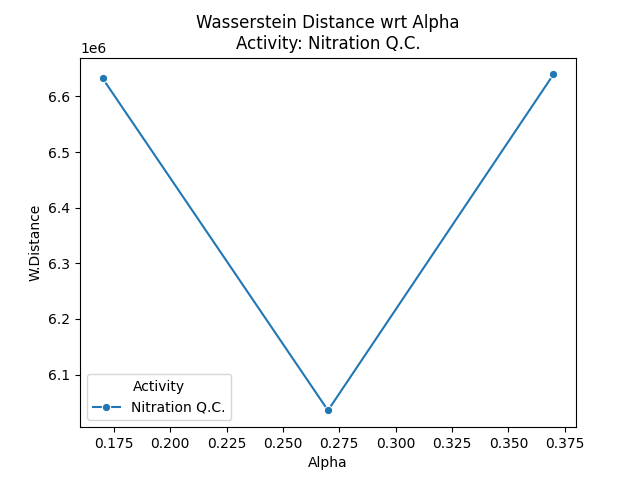 Wasserstein Distance wrt Alpha
Activity: Nitration Q.C.
1e6
6.6
6.5
6.4
6.3
6.2
6.1
W.Distance
Activity
Nitration Q.C.
0.175 0.200 0.225 0.250 0.275 0.300 0.325 0.350 0.375
Alpha